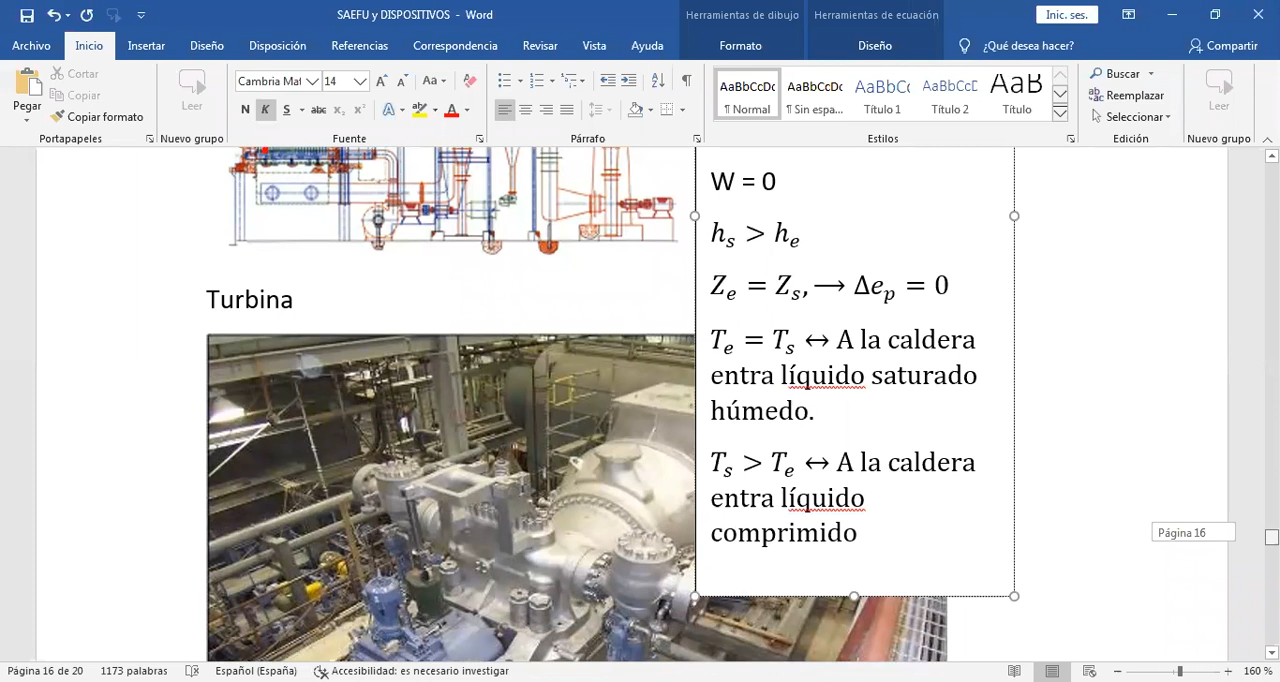 SAEFU y DISPOSITIVOS - Word
Herramientas de dibujo
Herramientas de ecuación
Inic. ses.
Archivo
Inicio
Insertar
Diseño
Disposición
Referencias
Correspondencia
Revisar
Vista
Ayuda
Formato
Diseño
¿Qué desea hacer?
Compartir
Pegar
Cortar
Copiar
Copiar formato
Portapapeles
Leer
Nuevo grupo
Cambria Mat
14
Aa
N K S abc x₂ x²
A A
Fuente
Párrafo
AaBbCcDc
¶ Normal
AaBbCcDc
¶ Sin espa...
AaBbCc
Título 1
AaBbCcD
Título 2
AaB
Título
Estilos
Buscar
Reemplazar
Seleccionar
Edición
Leer
Nuevo grupo
W = 0
hₛ > hₑ
Zₑ = Zₛ, ⟶ Δeₚ = 0
Turbina
Tₑ = Tₛ ↔ A la caldera
entra líquido saturado
húmedo.
Tₛ > Tₑ ↔ A la caldera
entra líquido
comprimido
Página 16
Página 16 de 20
1173 palabras
Español (España)
Accesibilidad: es necesario investigar
160 %